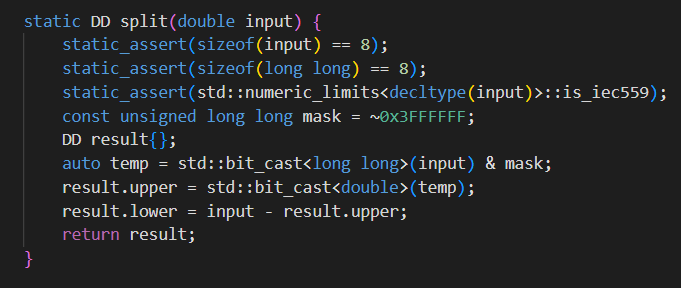 static DD split(double input) {
    static_assert(sizeof(input) == 8);
    static_assert(sizeof(long long) == 8);
    static_assert(std::numeric_limits<decltype(input)>::is_iec559);
    const unsigned long long mask = ~0x3FFFFFF;
    DD result{};
    auto temp = std::bit_cast<long long>(input) & mask;
    result.upper = std::bit_cast<double>(temp);
    result.lower = input - result.upper;
    return result;
}